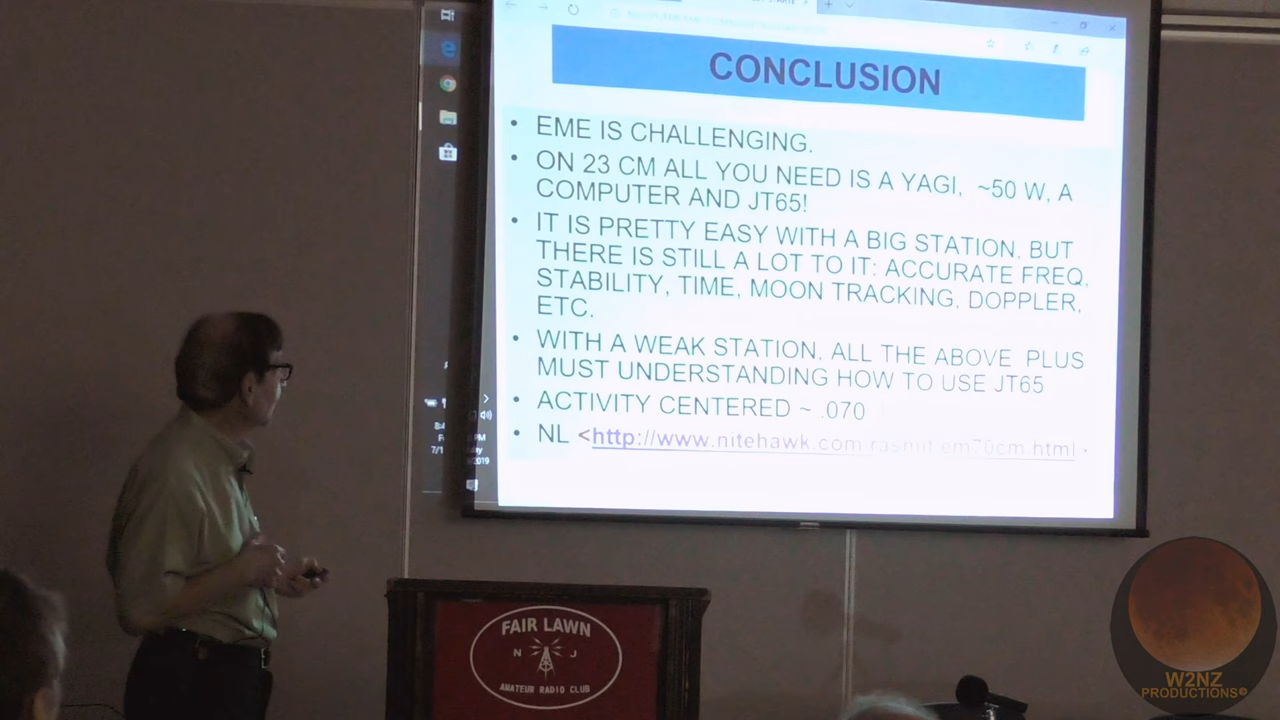 CONCLUSION
• EME IS CHALLENGING.
• ON 23 CM ALL YOU NEED IS A YAGI, ~50 W, A
COMPUTER AND JT65!
• IT IS PRETTY EASY WITH A BIG STATION, BUT
THERE IS STILL A LOT TO IT: ACCURATE FREQ,
STABILITY, TIME, MOON TRACKING, DOPPLER,
ETC.
• WITH A WEAK STATION, ALL THE ABOVE PLUS
MUST UNDERSTANDING HOW TO USE JT65
• ACTIVITY CENTERED ~ .070
• NL <http://www.nitehawk.com rasmit em70cm.html
FAIR LAWN
N J
AMATEUR RADIO CLUB
W2NZ
PRODUCTIONS©